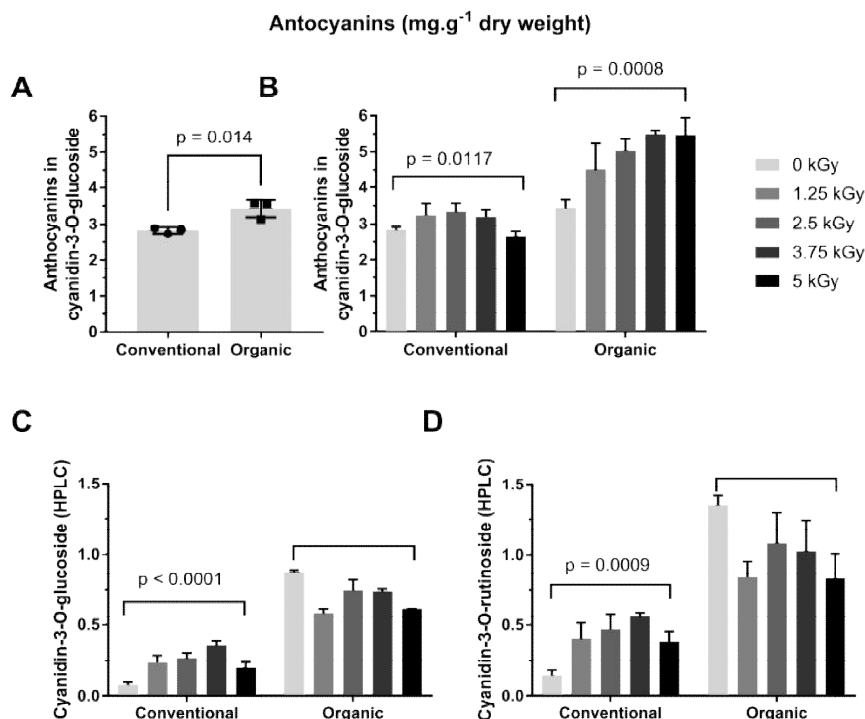 Antocyanins (mg.g⁻¹ dry weight)
A
p = 0.014
Anthocyanins in
cyanidin-3-O-glucoside
6
5
4
3
2
1
0
Conventional
Organic
B
p = 0.0008
p = 0.0117
Anthocyanins in
cyanidin-3-O-glucoside
6
5
4
3
2
1
0
Conventional
Organic
0 kGy
1.25 kGy
2.5 kGy
3.75 kGy
5 kGy
C
p < 0.0001
Cyanidin-3-O-glucoside (HPLC)
1.5
1.0
0.5
0.0
Conventional
Organic
D
p = 0.0009
Cyanidin-3-O-rutinoside (HPLC)
1.5
1.0
0.5
0.0
Conventional
Organic